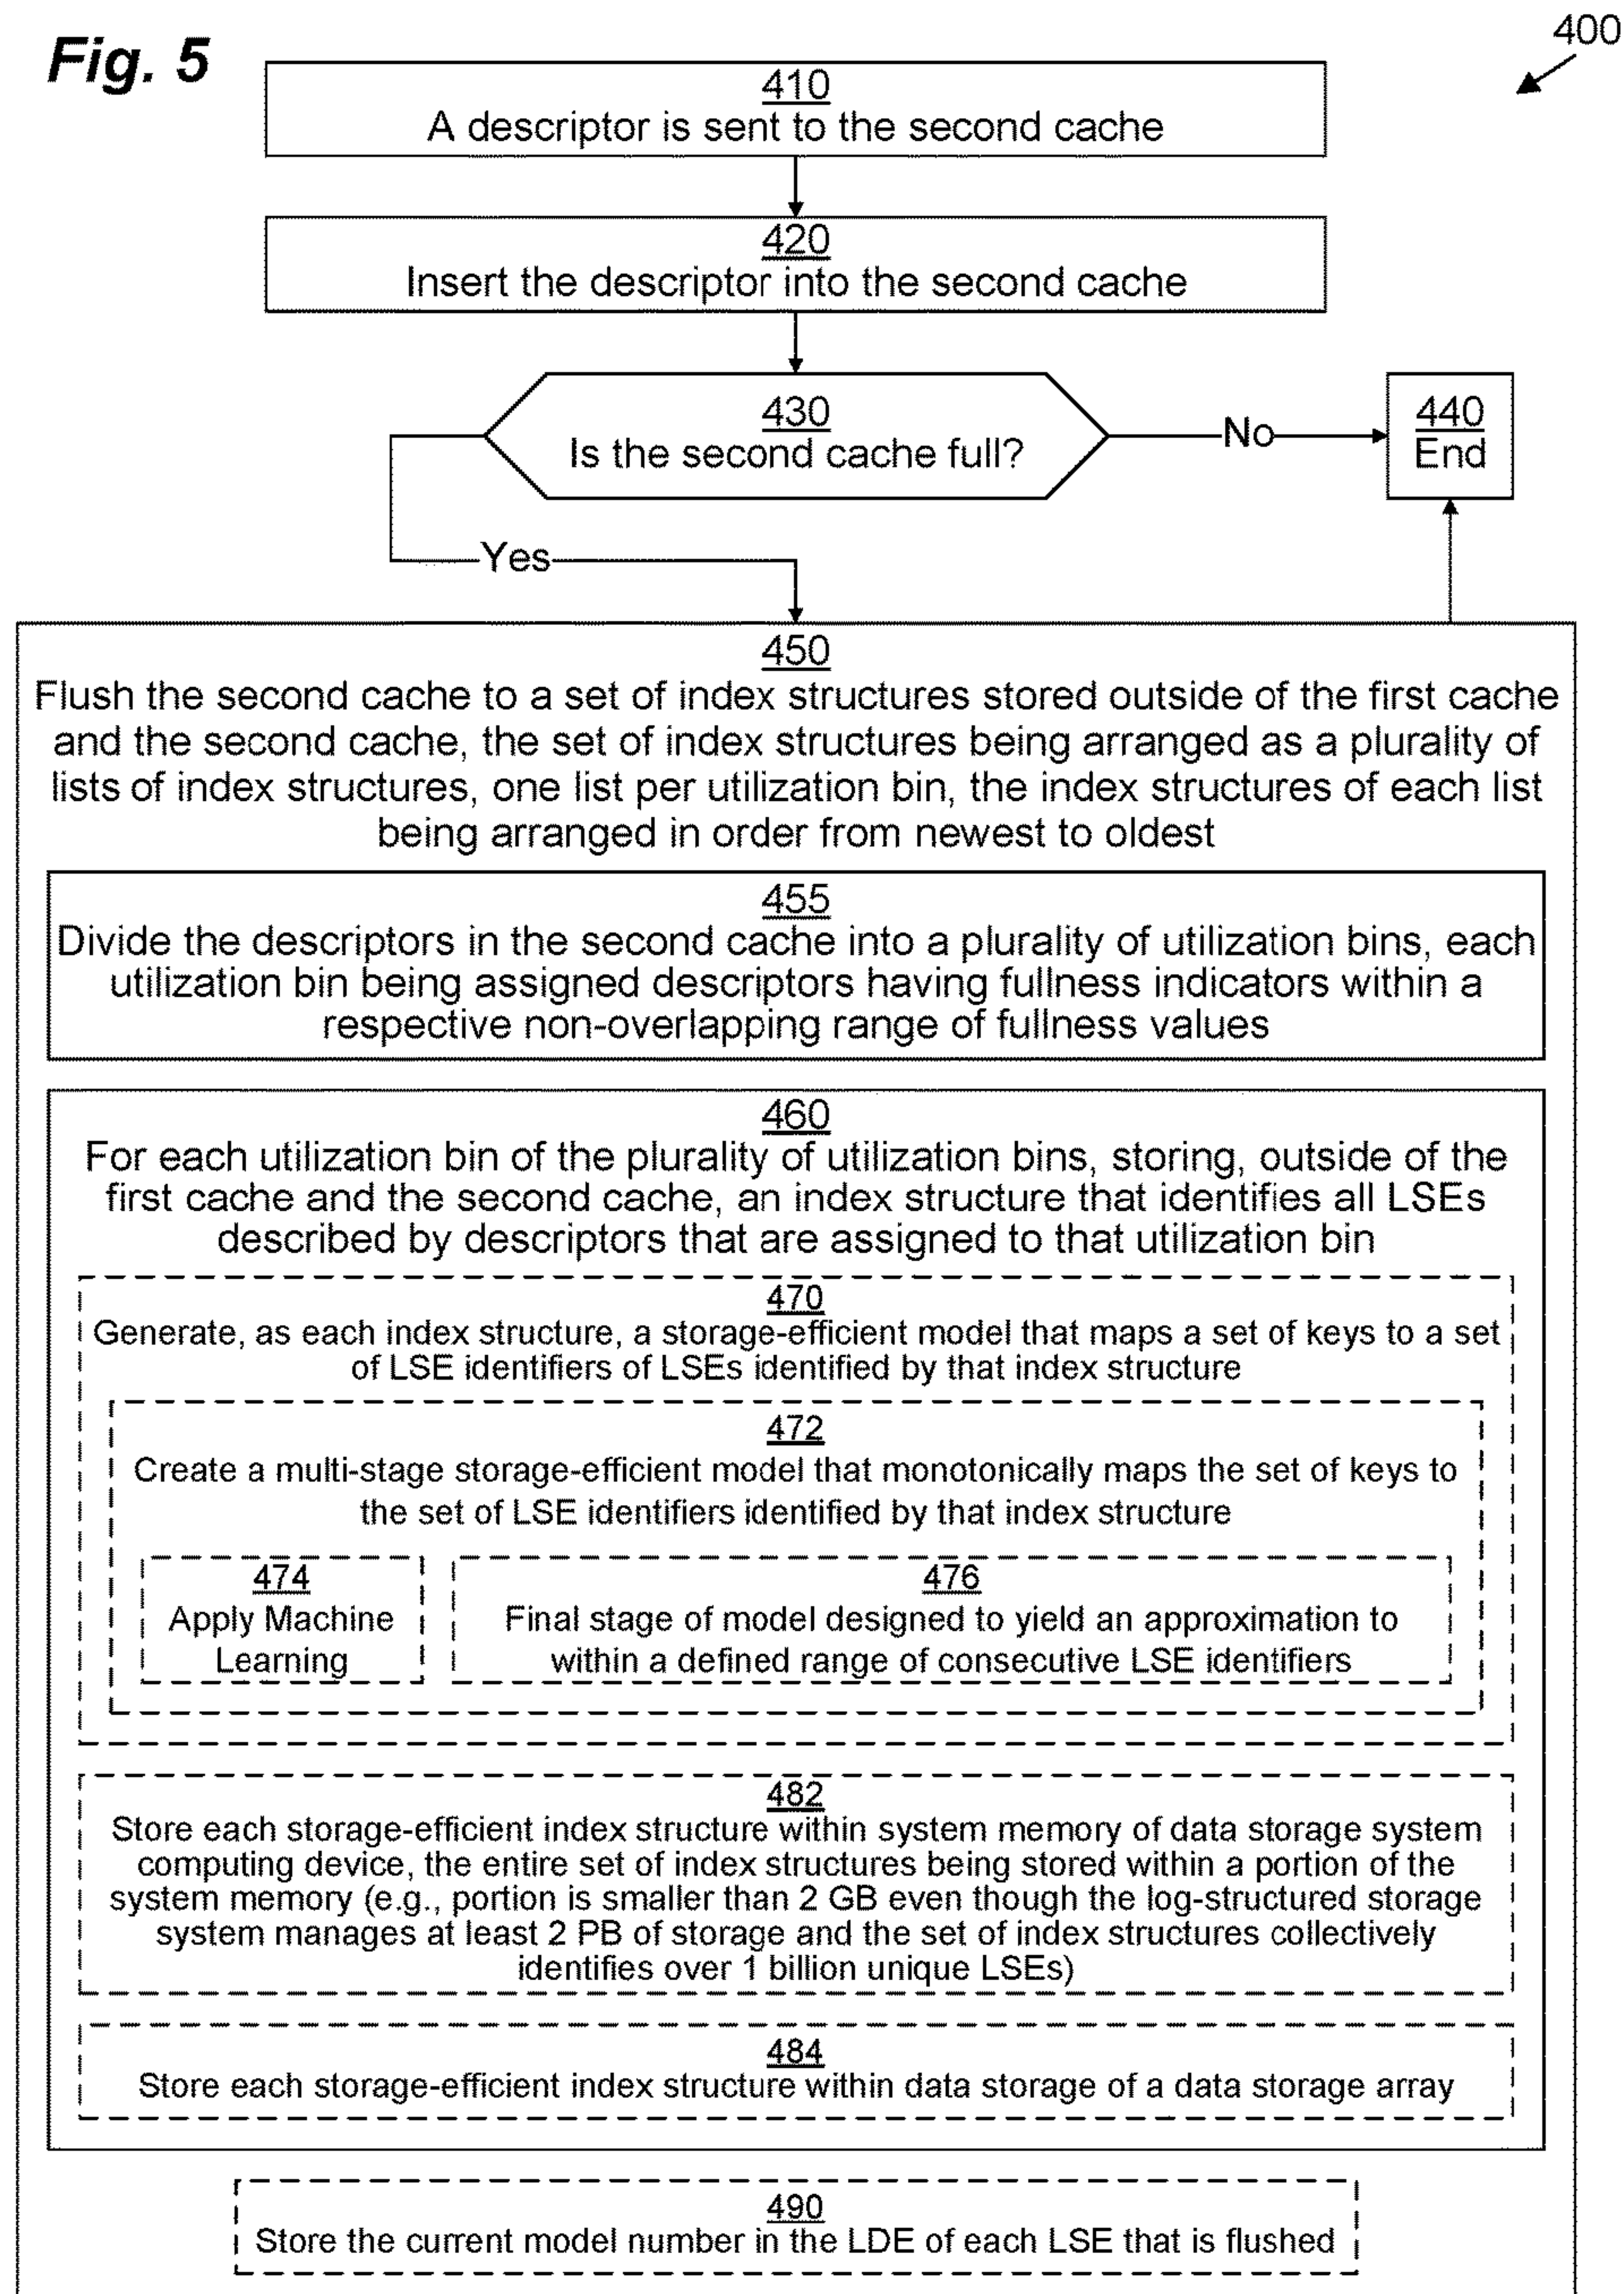 Fig. 5
400
410
A descriptor is sent to the second cache
420
Insert the descriptor into the second cache
430
Is the second cache full?
No
440
End
Yes
450
Flush the second cache to a set of index structures stored outside of the first cache
and the second cache, the set of index structures being arranged as a plurality of
lists of index structures, one list per utilization bin, the index structures of each list
being arranged in order from newest to oldest
455
Divide the descriptors in the second cache into a plurality of utilization bins, each
utilization bin being assigned descriptors having fullness indicators within a
respective non-overlapping range of fullness values
460
For each utilization bin of the plurality of utilization bins, storing, outside of the
first cache and the second cache, an index structure that identifies all LSEs
described by descriptors that are assigned to that utilization bin
470
Generate, as each index structure, a storage-efficient model that maps a set of keys to a set
of LSE identifiers of LSEs identified by that index structure
472
Create a multi-stage storage-efficient model that monotonically maps the set of keys to
the set of LSE identifiers identified by that index structure
474
Apply Machine
Learning
476
Final stage of model designed to yield an approximation to
within a defined range of consecutive LSE identifiers
482
Store each storage-efficient index structure within system memory of data storage system
computing device, the entire set of index structures being stored within a portion of the
system memory (e.g., portion is smaller than 2 GB even though the log-structured storage
system manages at least 2 PB of storage and the set of index structures collectively
identifies over 1 billion unique LSEs)
484
Store each storage-efficient index structure within data storage of a data storage array
490
Store the current model number in the LDE of each LSE that is flushed